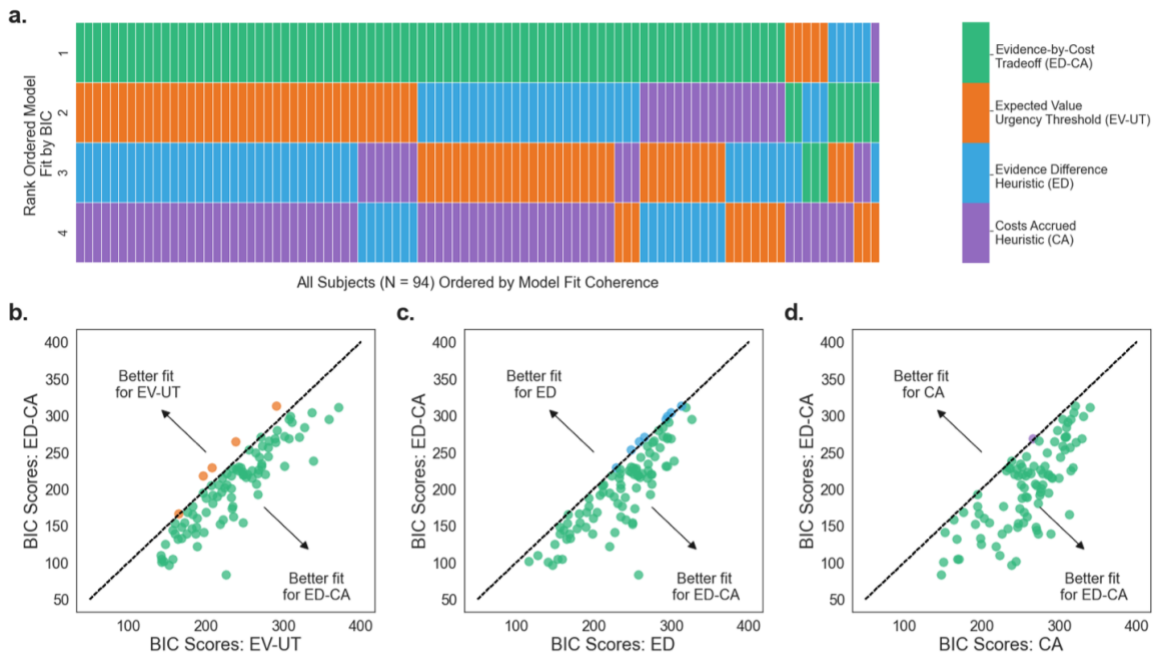 a.
Rank Ordered Model
Fit by BIC
1
2
3
4
All Subjects (N = 94) Ordered by Model Fit Coherence
Evidence-by-Cost
Tradeoff (ED-CA)
Expected Value
Urgency Threshold (EV-UT)
Evidence Difference
Heuristic (ED)
Costs Accrued
Heuristic (CA)
b.
BIC Scores: ED-CA
400
350
300
250
200
150
100
50
Better fit
for EV-UT
Better fit
for ED-CA
100
200
300
400
BIC Scores: EV-UT
c.
BIC Scores: ED-CA
400
350
300
250
200
150
100
50
Better fit
for ED
Better fit
for ED-CA
100
200
300
400
BIC Scores: ED
d.
BIC Scores: ED-CA
400
350
300
250
200
150
100
50
Better fit
for CA
Better fit
for ED-CA
100
200
300
400
BIC Scores: CA